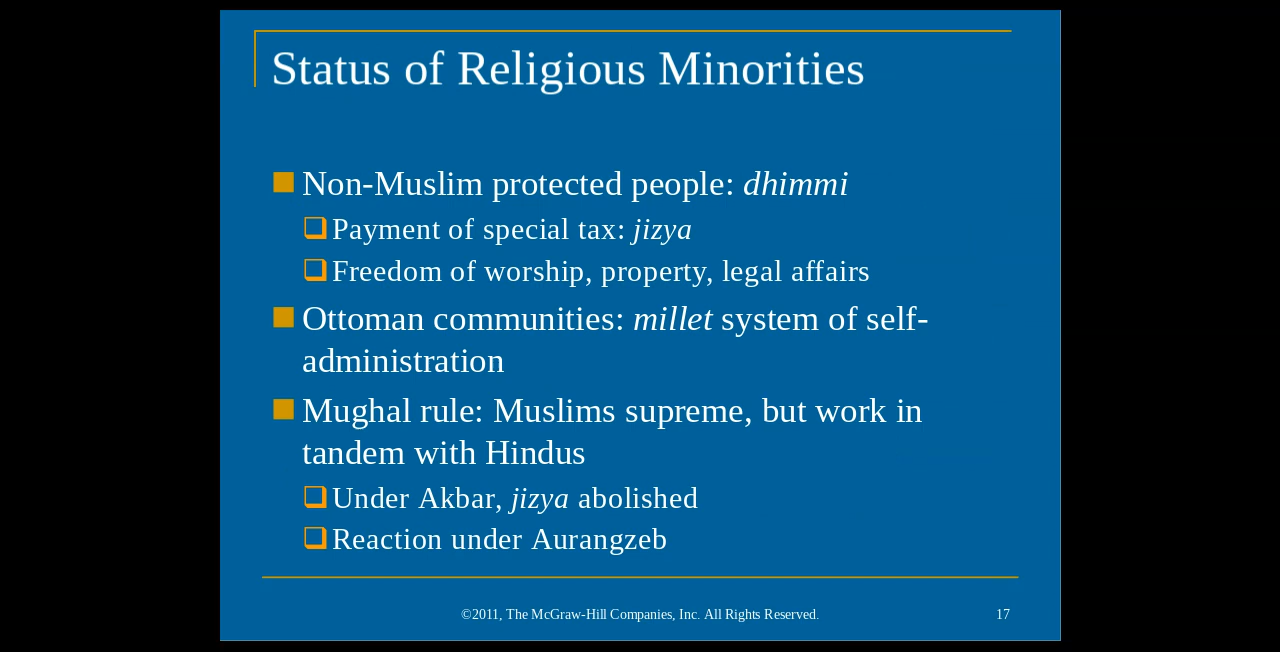 Status of Religious Minorities
Non-Muslim protected people: dhimmi
Payment of special tax: jizya
Freedom of worship, property, legal affairs
Ottoman communities: millet system of self-
administration
Mughal rule: Muslims supreme, but work in
tandem with Hindus
Under Akbar, jizya abolished
Reaction under Aurangzeb
©2011, The McGraw-Hill Companies, Inc. All Rights Reserved.
17